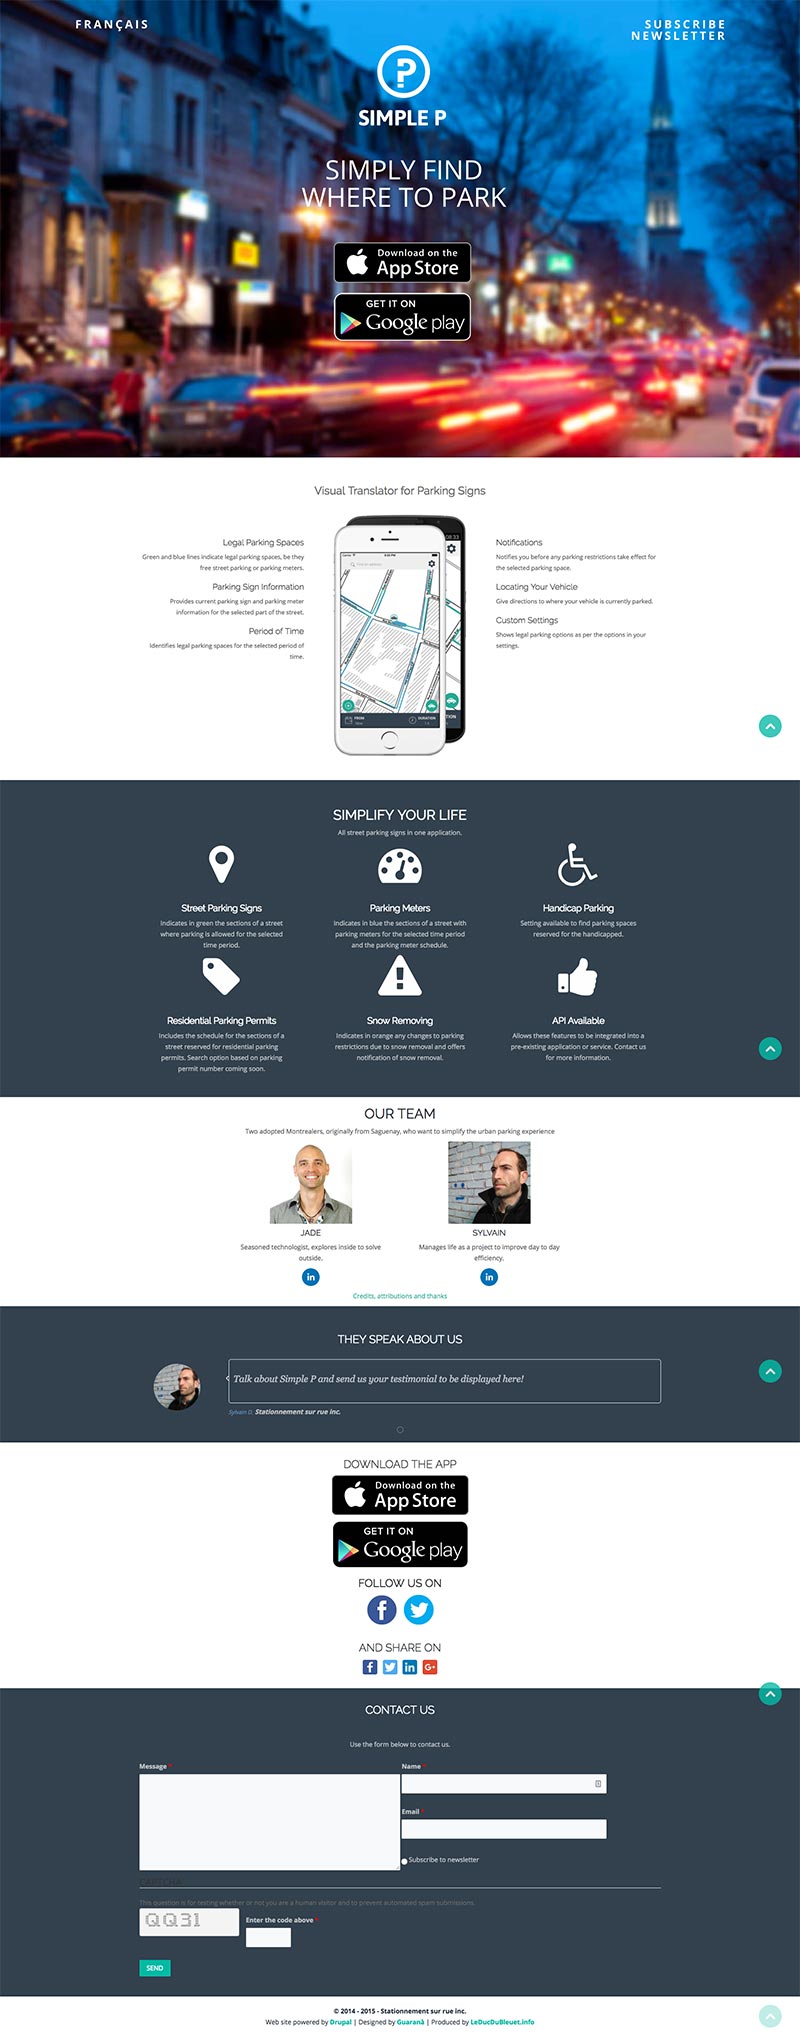 FRANÇAIS
SUBSCRIBE
NEWSLETTER
?
SIMPLE P
SIMPLY FIND
WHERE TO PARK
Download on the
App Store
GET IT ON
Google play
Visual Translator for Parking Signs
Legal Parking Spaces
Green and blue lines indicate legal parking spaces, be they
free street parking or parking meters.
Parking Sign Information
Provides current parking sign and parking meter
information for the selected part of the street.
Period of Time
Identifies legal parking spaces for the selected period of
time.
FROM
DURATION
Notifications
Notifies you before any parking restrictions take effect for
the selected parking space.
Locating Your Vehicle
Give directions to where your vehicle is currently parked.
Custom Settings
Shows legal parking options as per the options in your
settings.
SIMPLIFY YOUR LIFE
All street parking signs in one application.
Street Parking Signs
Indicates in green the sections of a street
where parking is allowed for the selected
time period.
Parking Meters
Indicates in blue the sections of a street with
parking meters for the selected time period
and the parking meter schedule.
Handicap Parking
Setting available to find parking spaces
reserved for the handicapped.
Residential Parking Permits
Includes the schedule for the sections of a
street reserved for residential parking
permits. Search option based on parking
permit number coming soon.
Snow Removing
Indicates in orange any changes to parking
restrictions due to snow removal and offers
notification of snow removal.
API Available
Allows these features to be integrated into a
pre-existing application or service. Contact us
for more information.
OUR TEAM
Two adopted Montrealers, originally from Saguenay, who want to simplify the urban parking experience
JADE
Seasoned technologist, explores inside to solve
outside.
in
SYLVAIN
Manages life as a project to improve day to day
efficiency.
in
Credits, attributions and thanks
THEY SPEAK ABOUT US
Talk about Simple P and send us your testimonial to be displayed here!
Sylvain D. Stationnement sur rue inc.
DOWNLOAD THE APP
Download on the
App Store
GET IT ON
Google play
FOLLOW US ON
f
AND SHARE ON
f in G+
CONTACT US
Use the form below to contact us.
Message *
Name *
Email *
Subscribe to newsletter
CAPTCHA
This question is for testing whether or not you are a human visitor and to prevent automated spam submissions.
QQ31
Enter the code above *
SEND
© 2014 - 2015 - Stationnement sur rue inc.
Web site powered by Drupal | Designed by Guaranà | Produced by LeDucDuBleuet.info